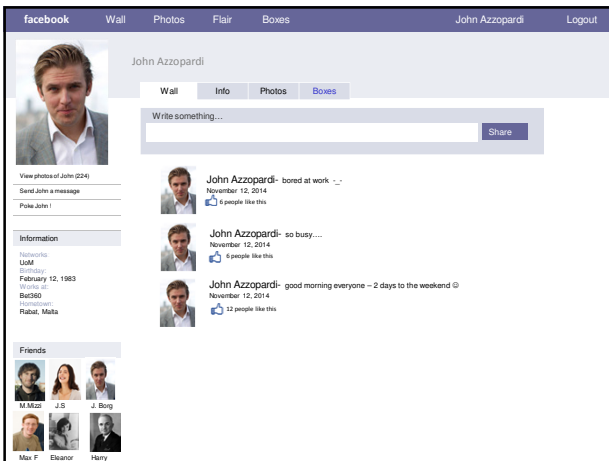 facebook Wall Photos Flair Boxes John Azzopardi Logout
John Azzopardi
Wall Info Photos Boxes
Write something...
Share
View photos of John (224)
Send John a message
Poke John !
Information
Networks:
UoM
Birthday:
February 12, 1983
Works at:
Bet360
Hometown:
Rabat, Malta
Friends
M.Mizzi J.S J. Borg
Max F Eleanor Harry
John Azzopardi- bored at work -_-
November 12, 2014
6 people like this
John Azzopardi- so busy....
November 12, 2014
6 people like this
John Azzopardi- good morning everyone – 2 days to the weekend ☺
November 12, 2014
12 people like this